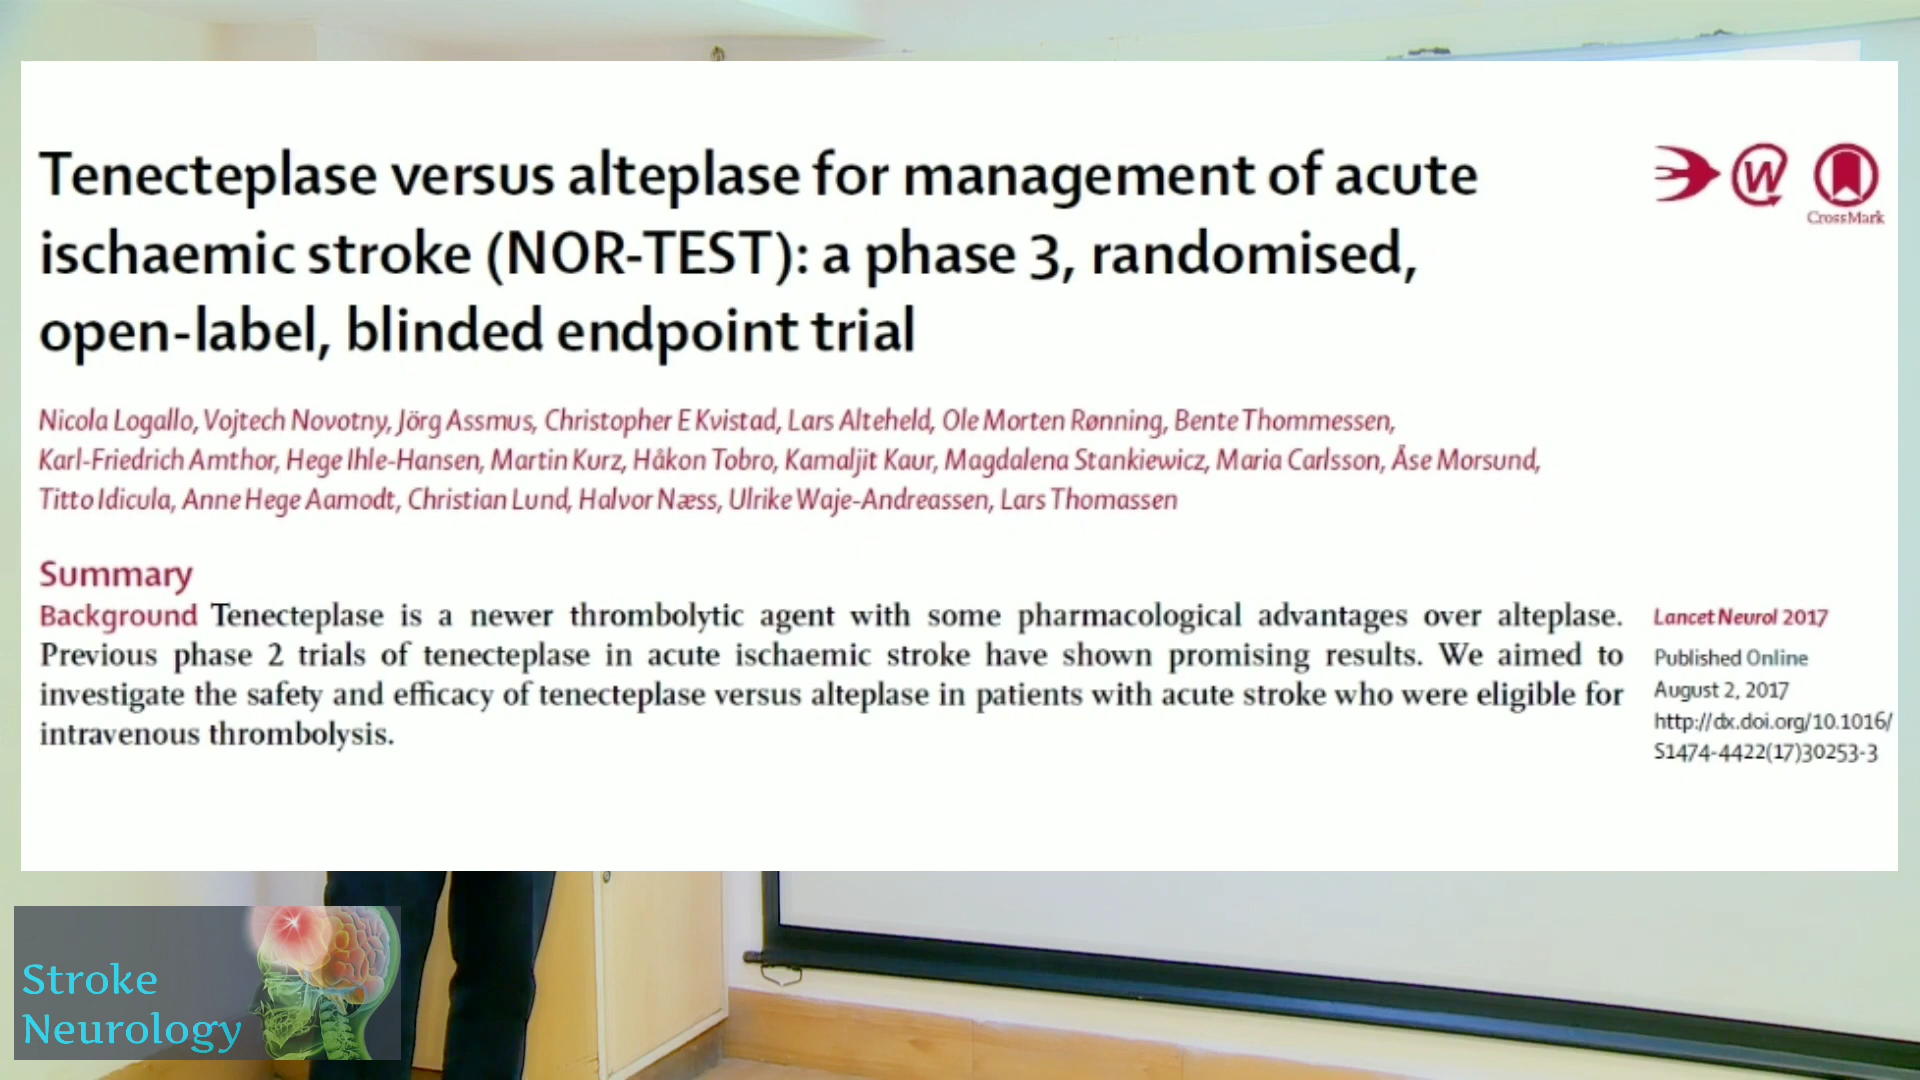 Tenecteplase versus alteplase for management of acute
ischaemic stroke (NOR-TEST): a phase 3, randomised,
open-label, blinded endpoint trial
W
CrossMark
Nicola Logallo, Vojtech Novotny, Jörg Assmus, Christopher E Kvistad, Lars Alteheld, Ole Morten Rønning, Bente Thommessen,
Karl-Friedrich Amthor, Hege Ihle-Hansen, Martin Kurz, Håkon Tobro, Kamaljit Kaur, Magdalena Stankiewicz, Maria Carlsson, Åse Morsund,
Titto Idicula, Anne Hege Aamodt, Christian Lund, Halvor Næss, Ulrike Waje-Andreassen, Lars Thomassen
Summary
Background Tenecteplase is a newer thrombolytic agent with some pharmacological advantages over alteplase.
Previous phase 2 trials of tenecteplase in acute ischaemic stroke have shown promising results. We aimed to
investigate the safety and efficacy of tenecteplase versus alteplase in patients with acute stroke who were eligible for
intravenous thrombolysis.
Lancet Neurol 2017
Published Online
August 2, 2017
http://dx.doi.org/10.1016/
S1474-4422(17)30253-3
Stroke
Neurology